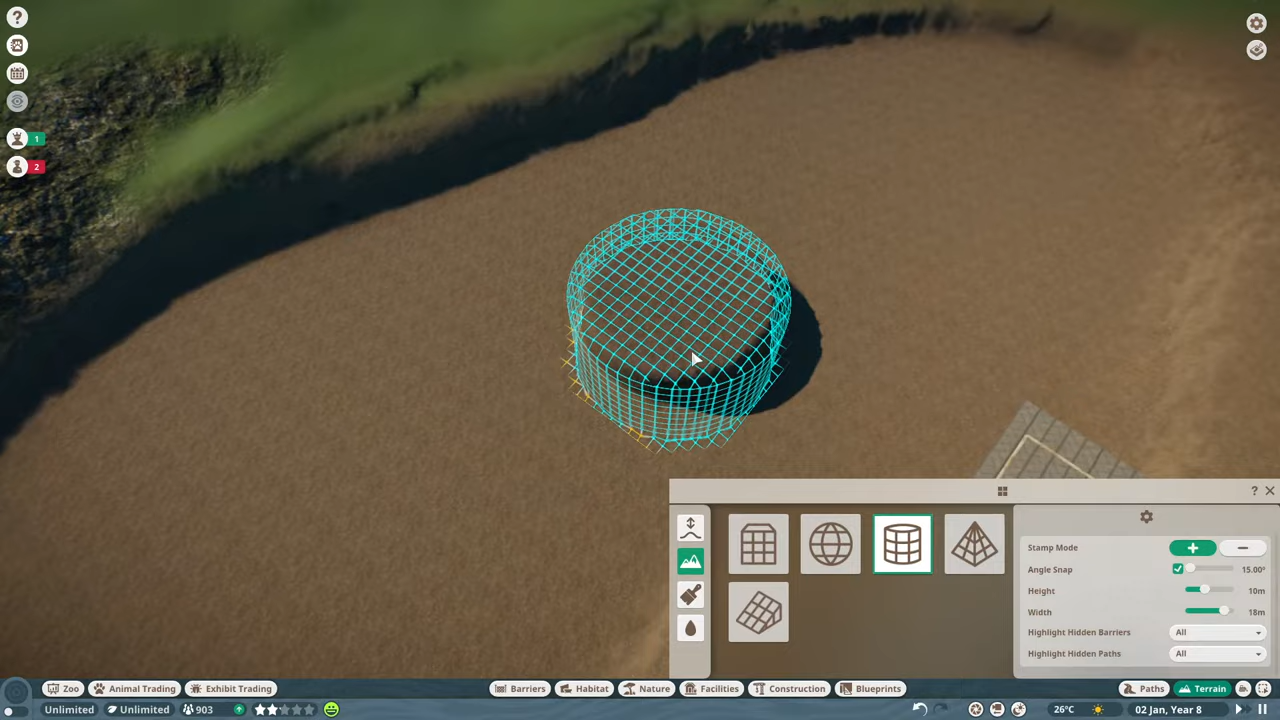 ?
1
2
?
Stamp Mode
Angle Snap 15.00°
Height 10m
Width 18m
Highlight Hidden Barriers All
Highlight Hidden Paths All
Zoo Animal Trading Exhibit Trading Barriers Habitat Nature Facilities Construction Blueprints Paths Terrain
Unlimited Unlimited 903 26°C 02 Jan, Year 8